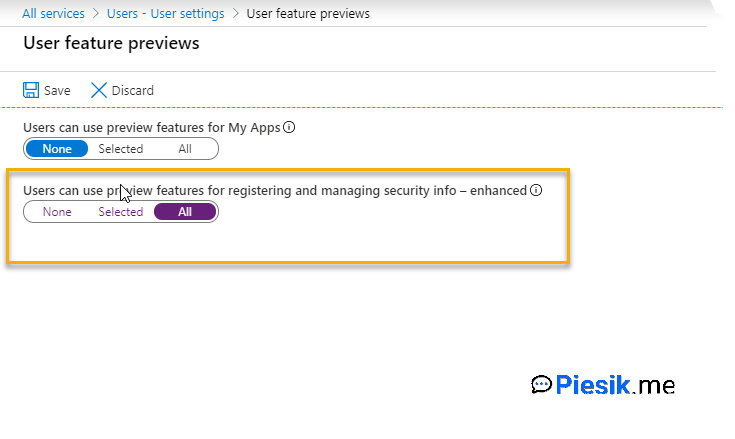 All services > Users - User settings > User feature previews
User feature previews
Save Discard
Users can use preview features for My Apps
None Selected All
Users can use preview features for registering and managing security info – enhanced
None Selected All
Piesik.me